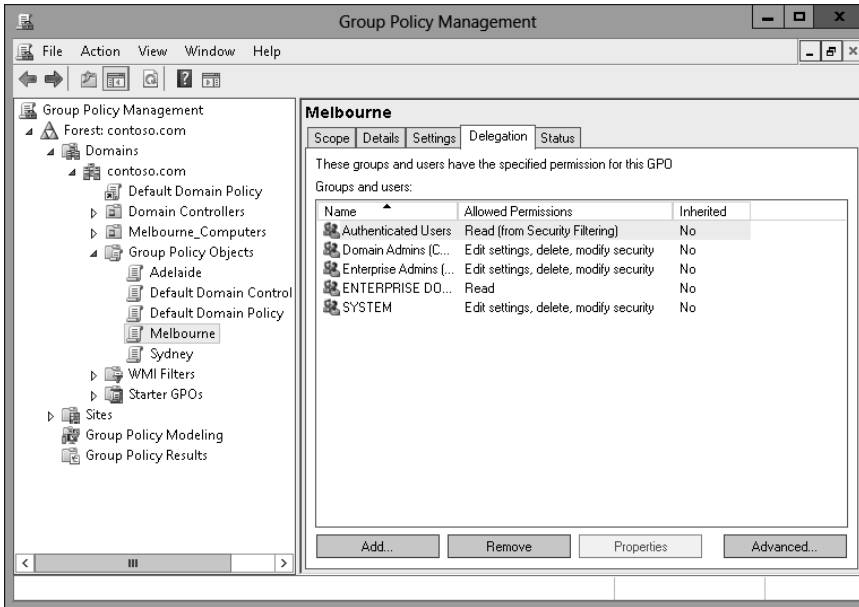 Group Policy Management
File Action View Window Help
Group Policy Management
Forest: contoso.com
Domains
contoso.com
Default Domain Policy
Domain Controllers
Melbourne_Computers
Group Policy Objects
Adelaide
Default Domain Control
Default Domain Policy
Melbourne
Sydney
WMI Filters
Starter GPOs
Sites
Group Policy Modeling
Group Policy Results
Melbourne
Scope Details Settings Delegation Status
These groups and users have the specified permission for this GPO
Groups and users:
Name Allowed Permissions Inherited
Authenticated Users Read (from Security Filtering) No
Domain Admins (C... Edit settings, delete, modify security No
Enterprise Admins (... Edit settings, delete, modify security No
ENTERPRISE DO... Read No
SYSTEM Edit settings, delete, modify security No
Add... Remove Properties Advanced...